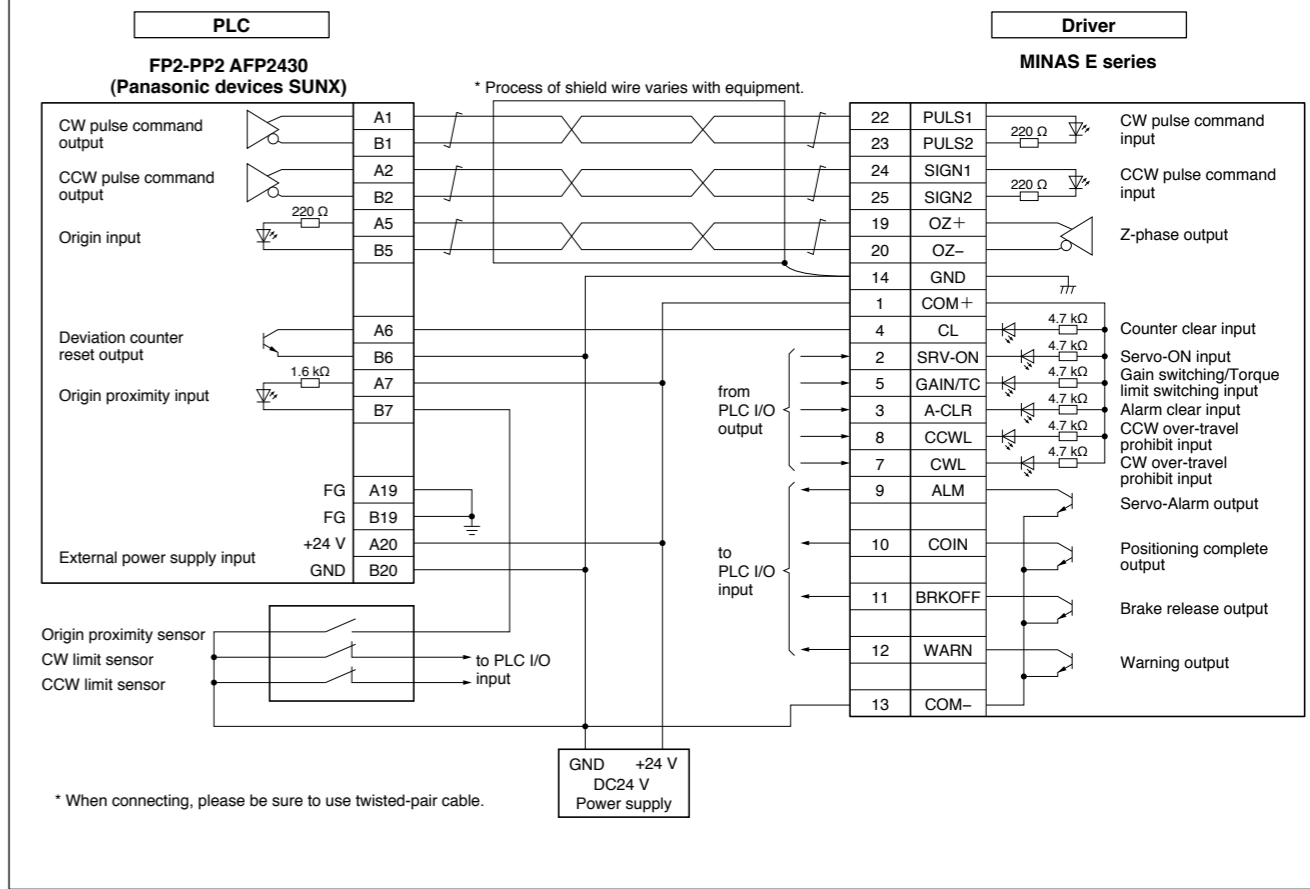 PLC
Driver
FP2-PP2 AFP2430
(Panasonic devices SUNX)
MINAS E series
* Process of shield wire varies with equipment.
CW pulse command
output
A1
B1
22 PULS1
23 PULS2
220 Ω
CW pulse command
input
CCW pulse command
output
A2
B2
24 SIGN1
25 SIGN2
220 Ω
CCW pulse command
input
Origin input
220 Ω
A5
B5
19 OZ+
20 OZ−
Z-phase output
14 GND
1 COM+
Deviation counter
reset output
A6
B6
4 CL
4.7 kΩ
Counter clear input
2 SRV-ON
4.7 kΩ
Servo-ON input
Origin proximity input
1.6 kΩ
A7
B7
from
PLC I/O
output
5 GAIN/TC
4.7 kΩ
Gain switching/Torque
limit switching input
3 A-CLR
4.7 kΩ
Alarm clear input
8 CCWL
4.7 kΩ
CCW over-travel
prohibit input
7 CWL
4.7 kΩ
CW over-travel
prohibit input
FG A19
FG B19
External power supply input
+24 V A20
GND B20
to
PLC I/O
input
9 ALM
Servo-Alarm output
10 COIN
Positioning complete
output
11 BRKOFF
Brake release output
12 WARN
Warning output
13 COM−
Origin proximity sensor
CW limit sensor
CCW limit sensor
to PLC I/O
input
GND +24 V
DC24 V
Power supply
* When connecting, please be sure to use twisted-pair cable.